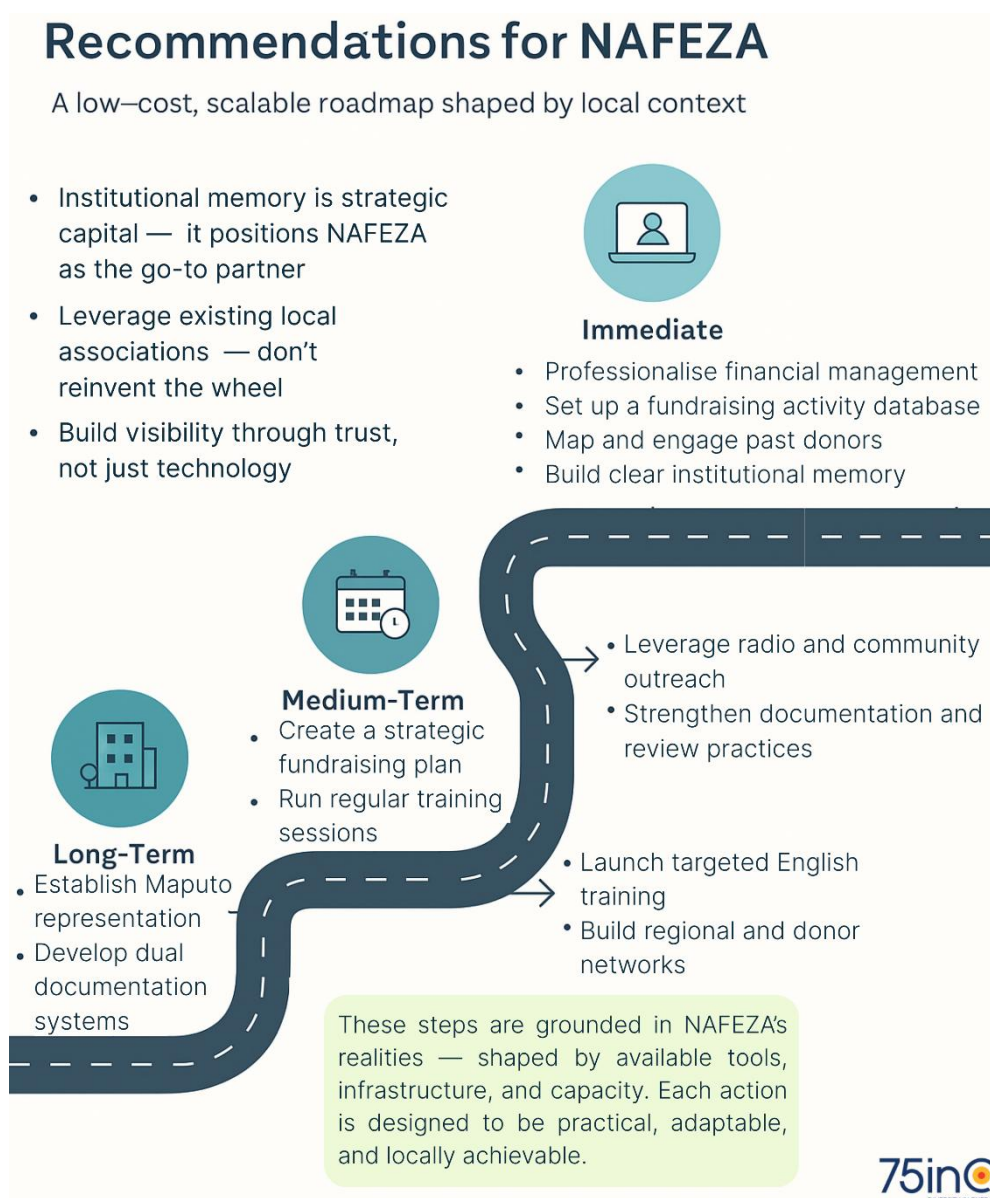 Recommendations for NAFEZA
A low–cost, scalable roadmap shaped by local context
• Institutional memory is strategic
capital — it positions NAFEZA
as the go-to partner
• Leverage existing local
associations — don’t
reinvent the wheel
• Build visibility through trust,
not just technology
Immediate
• Professionalise financial management
• Set up a fundraising activity database
• Map and engage past donors
• Build clear institutional memory
• Leverage radio and community
outreach
• Strengthen documentation and
review practices
Medium-Term
• Create a strategic
fundraising plan
• Run regular training
sessions
• Launch targeted English
training
• Build regional and donor
networks
Long-Term
• Establish Maputo
representation
• Develop dual
documentation
systems
These steps are grounded in NAFEZA’s
realities — shaped by available tools,
infrastructure, and capacity. Each action
is designed to be practical, adaptable,
and locally achievable.
75in